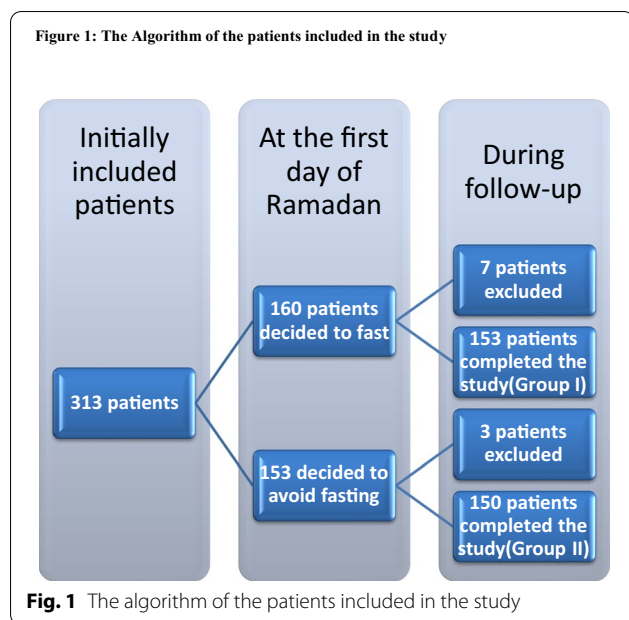 Figure 1: The Algorithm of the patients included in the study
Initially
included
patients
313 patients
At the first
day of
Ramadan
160 patients
decided to fast
153 decided to
avoid fasting
During
follow-up
7 patients
excluded
153 patients
completed the
study(Group I)
3 patients
excluded
150 patients
completed the
study(Group II)
Fig. 1 The algorithm of the patients included in the study